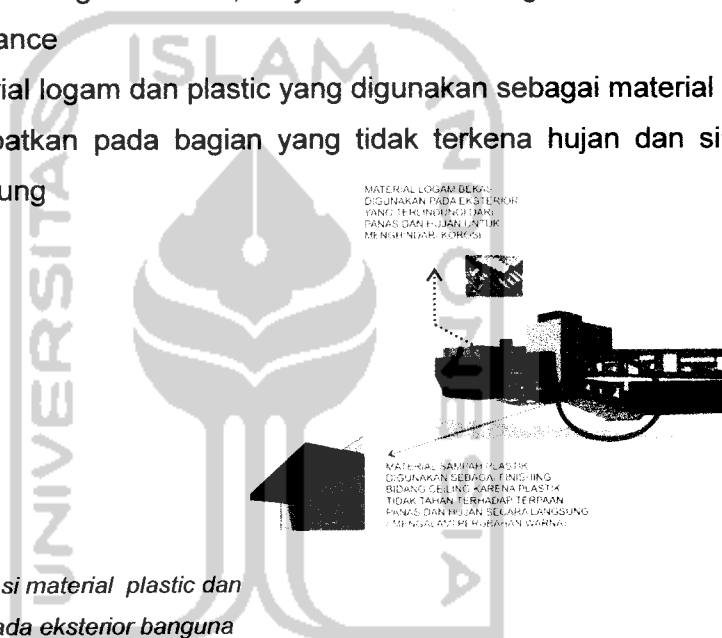 ance
ial logam dan plastic yang digunakan sebagai material
patkan pada bagian yang tidak terkena hujan dan si
ung
MATERIAL LOGAM BEKAS
DIGUNAKAN PADA EKSTERIOR
YANG TERLINDUNGI DARI
PANAS DAN HUJAN UNTUK
MENGHINDARI KOROSI
MATERIAL SAMPAH PLASTIK
DIGUNAKAN SEBAGAI FINISHING
BIDANG CEILING KARENA PLASTIK
TIDAK TAHAN TERHADAP TERPAAN
PANAS DAN HUJAN SECARA LANGSUNG
( MENGALAMI PERUBAHAN WARNA)
si material plastic dan
ada eksterior banguna
ISLAM
UNIVERSITAS
INDONESIA